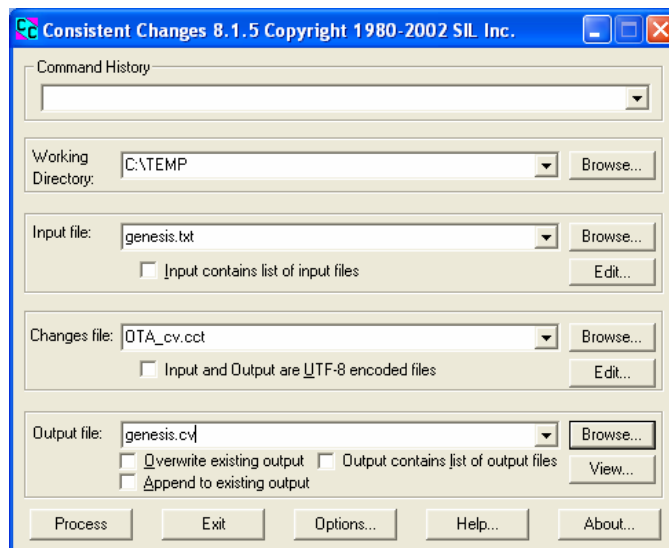 Consistent Changes 8.1.5 Copyright 1980-2002 SIL Inc.
Command History
Working Directory:
C:\TEMP
Browse...
Input file:
genesis.txt
Browse...
Input contains list of input files
Edit...
Changes file:
OTA_cv.cct
Browse...
Input and Output are UTF-8 encoded files
Edit...
Output file:
genesis.cv
Browse...
Overwrite existing output
Output contains list of output files
View...
Append to existing output
Process
Exit
Options...
Help...
About...